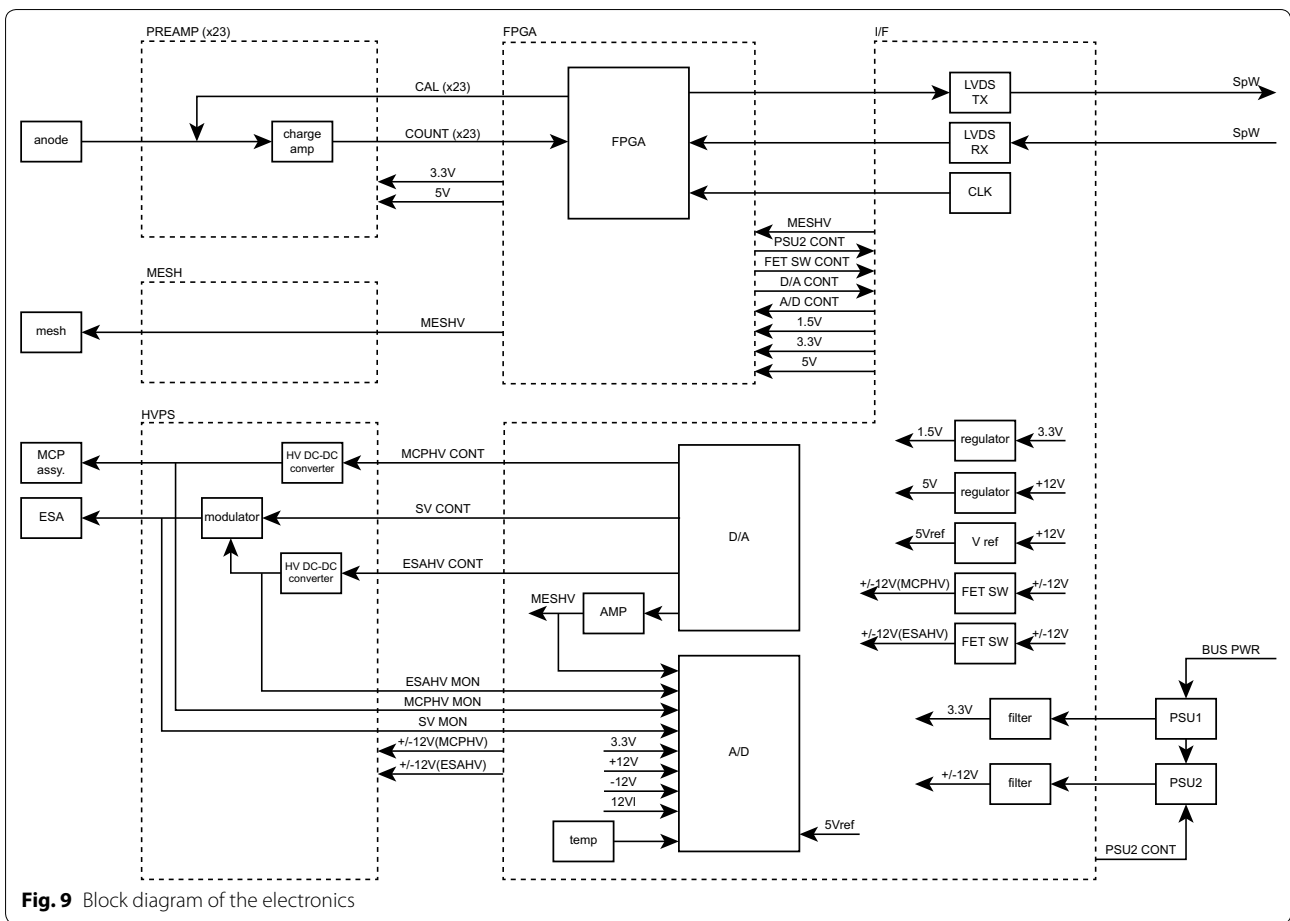 PREAMP (x23)
FPGA
I/F
CAL (x23)
LVDS
TX
SpW
anode
charge
amp
COUNT (x23)
FPGA
LVDS
RX
SpW
3.3V
5V
CLK
MESHV
PSU2 CONT
FET SW CONT
D/A CONT
A/D CONT
1.5V
3.3V
5V
MESH
mesh
MESHV
HVPS
MCP
assy.
HV DC-DC
converter
MCPHV CONT
1.5V
regulator
3.3V
ESA
modulator
SV CONT
5V
regulator
+12V
D/A
5Vref
V ref
+12V
HV DC-DC
converter
ESAHV CONT
+/-12V(MCPHV)
FET SW
+/-12V
MESHV
AMP
+/-12V(ESAHV)
FET SW
+/-12V
BUS PWR
ESAHV MON
MCPHV MON
SV MON
3.3V
filter
PSU1
+/-12V(MCPHV)
+/-12V(ESAHV)
3.3V
+12V
-12V
12VI
A/D
+/-12V
filter
PSU2
temp
5Vref
PSU2 CONT
Fig. 9 Block diagram of the electronics